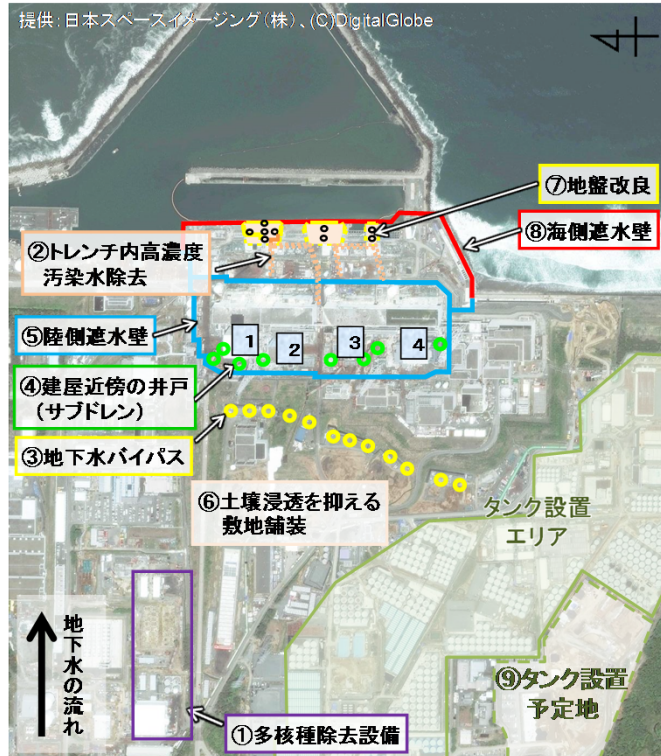 提供：日本スペースイメージング（株）、(C)DigitalGlobe
⑦地盤改良
⑧海側遮水壁
②トレンチ内高濃度
汚染水除去
⑤陸側遮水壁
1
2
3
4
④建屋近傍の井戸
（サブドレン）
③地下水バイパス
⑥土壌浸透を抑える
敷地舗装
タンク設置
エリア
地下水の流れ
⑨タンク設置
予定地
①多核種除去設備